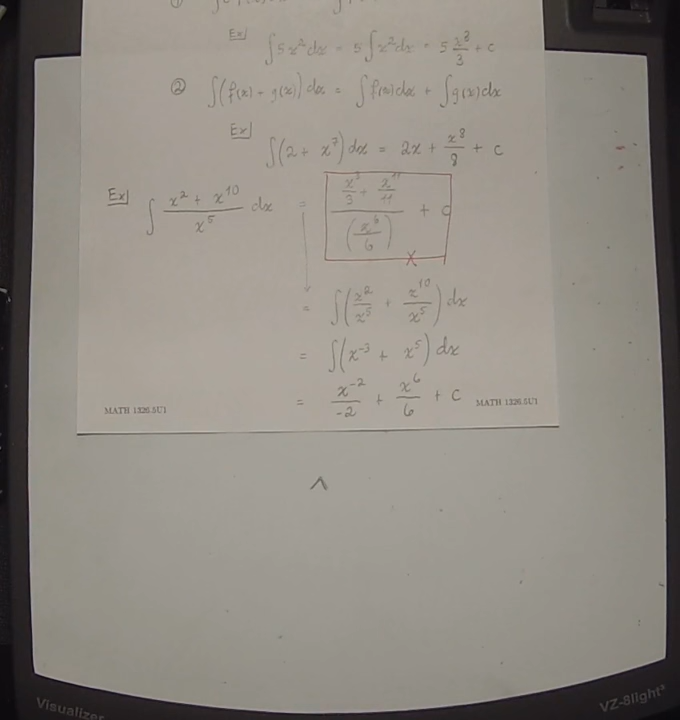 Ex| ∫5x²dx = 5∫x²dx = 5 x³/3 + c
② ∫(f(x) + g(x))dx = ∫f(x)dx + ∫g(x)dx
Ex|
∫(2 + x⁷)dx = 2x + x⁸/8 + c
Ex| ∫ (x² + x¹⁰)/x⁵ dx = (x³/3 + x¹¹/11)/(x⁶/6) + c
X
= ∫(x²/x⁵ + x¹⁰/x⁵)dx
= ∫(x⁻³ + x⁵)dx
= x⁻²/-2 + x⁶/6 + c
MATH 1326.5U1 MATH 1326.5U1
^
Visualizer VZ-8light³